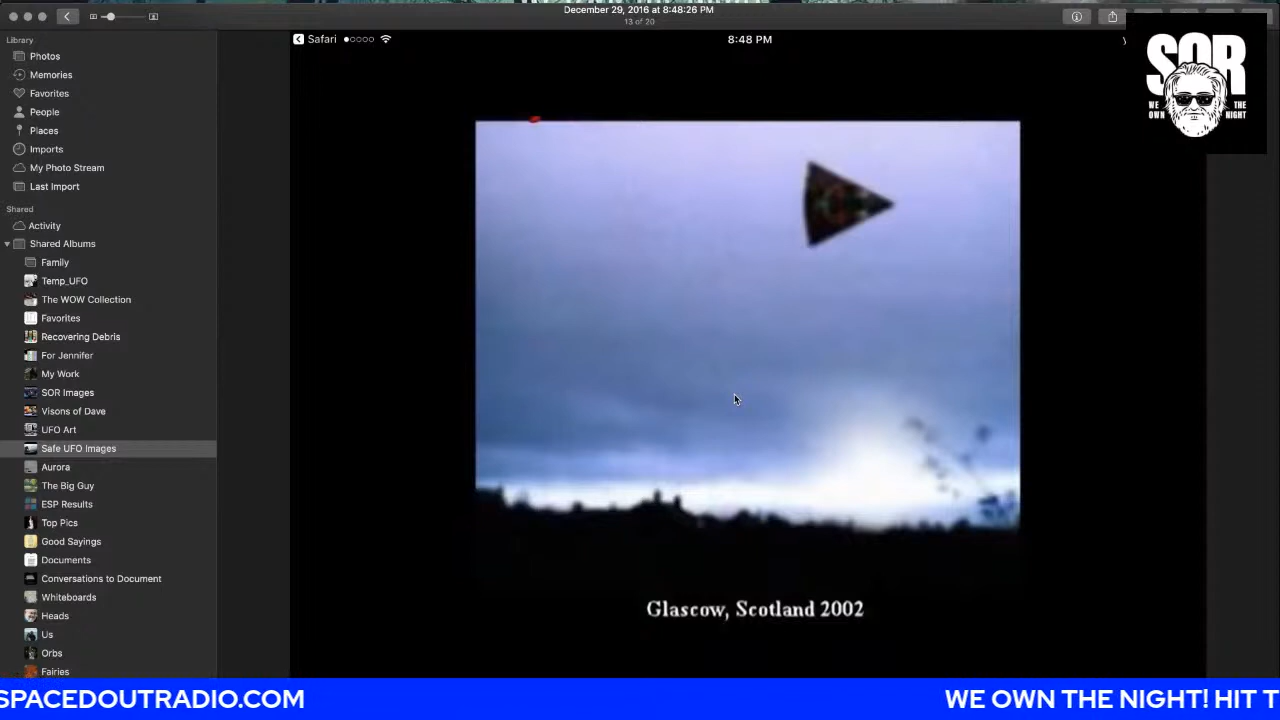 December 29, 2016 at 8:48:26 PM
13 of 20
Library
Photos
Memories
Favorites
People
Places
Imports
My Photo Stream
Last Import
Shared
Activity
Shared Albums
Family
Temp_UFO
The WOW Collection
Favorites
Recovering Debris
For Jennifer
My Work
SOR Images
Visons of Dave
UFO Art
Safe UFO Images
Aurora
The Big Guy
ESP Results
Top Pics
Good Sayings
Documents
Conversations to Document
Whiteboards
Heads
Us
Orbs
Fairies
Safari
8:48 PM
SOR
WE OWN THE NIGHT
Glascow, Scotland 2002
SPACEDOUTRADIO.COM
WE OWN THE NIGHT! HIT T